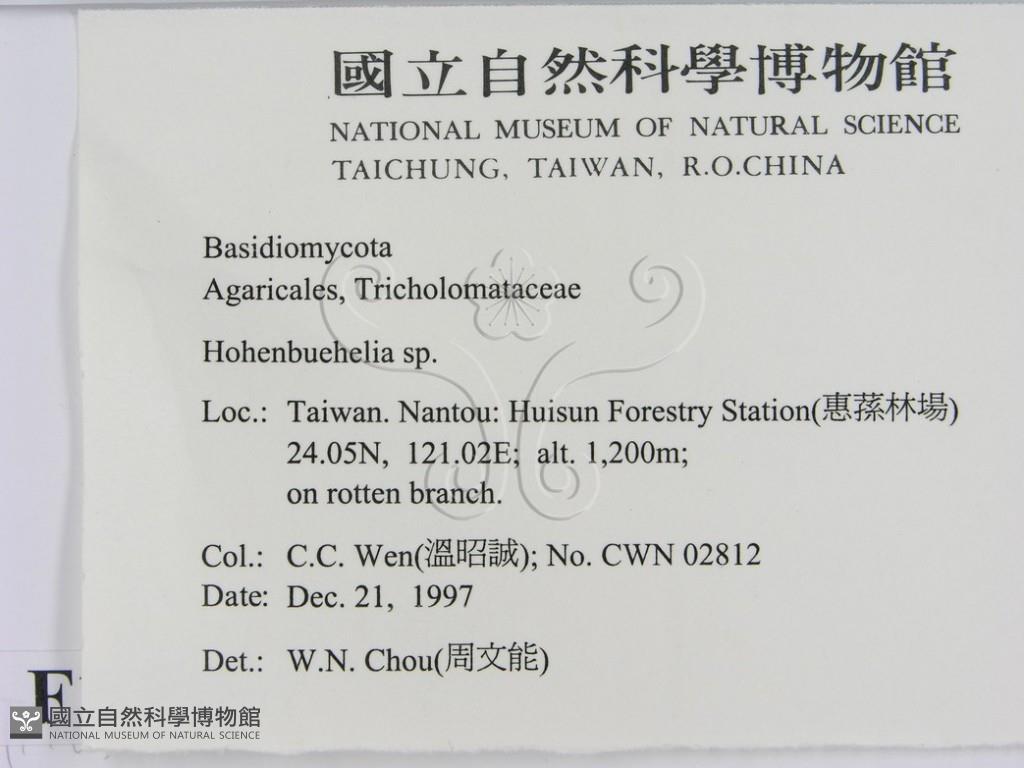 國立自然科學博物館
NATIONAL MUSEUM OF NATURAL SCIENCE
TAICHUNG, TAIWAN, R.O.CHINA
Basidiomycota
Agaricales, Tricholomataceae
Hohenbuehelia sp.
Loc.: Taiwan. Nantou: Huisun Forestry Station(惠蓀林場)
24.05N, 121.02E; alt. 1,200m;
on rotten branch.
Col.: C.C. Wen(溫昭誠); No. CWN 02812
Date: Dec. 21, 1997
Det.: W.N. Chou(周文能)
國立自然科學博物館
NATIONAL MUSEUM OF NATURAL SCIENCE